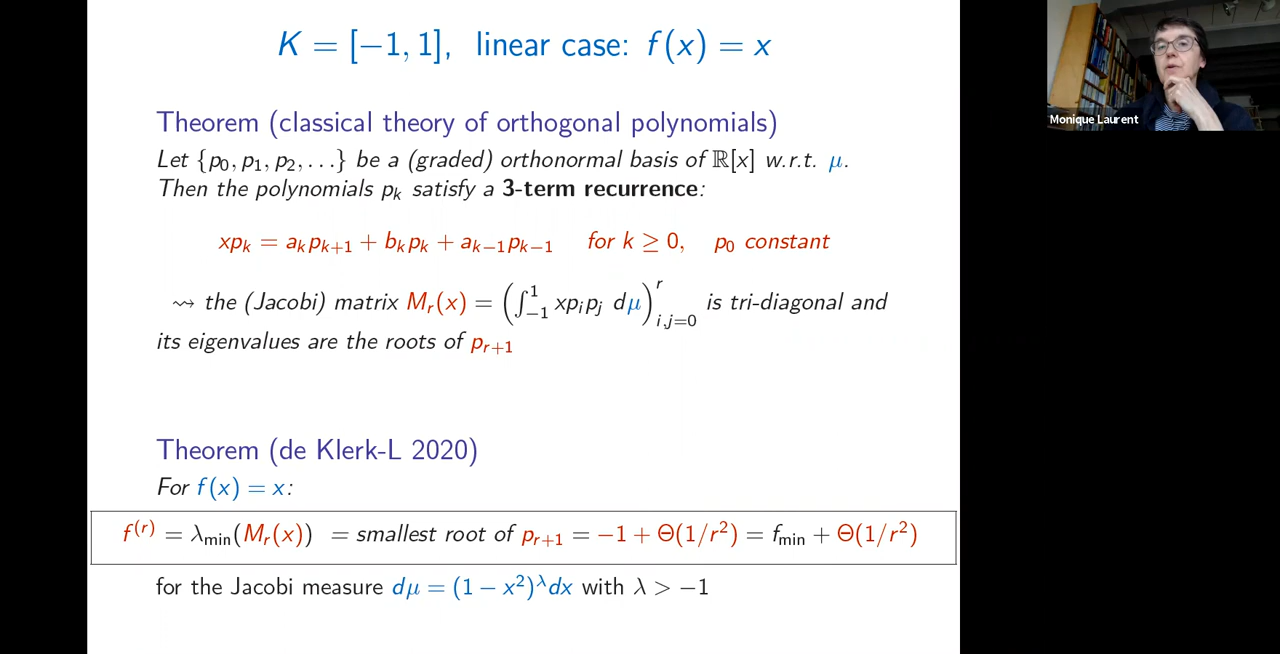 K = [−1, 1], linear case: f(x) = x
Theorem (classical theory of orthogonal polynomials)
Let {p₀, p₁, p₂, . . .} be a (graded) orthonormal basis of ℝ[x] w.r.t. μ.
Then the polynomials pₖ satisfy a 3-term recurrence:
xpₖ = aₖpₖ₊₁ + bₖpₖ + aₖ₋₁pₖ₋₁ for k ≥ 0, p₀ constant
⇝ the (Jacobi) matrix Mᵣ(x) = (∫₋₁¹ xpᵢpⱼ dμ)ʳᵢ,ⱼ₌₀ is tri-diagonal and
its eigenvalues are the roots of pᵣ₊₁
Theorem (de Klerk-L 2020)
For f(x) = x:
f⁽ʳ⁾ = λmin(Mᵣ(x)) = smallest root of pᵣ₊₁ = −1 + Θ(1/r²) = fmin + Θ(1/r²)
for the Jacobi measure dμ = (1 − x²)^λ dx with λ > −1
Monique Laurent